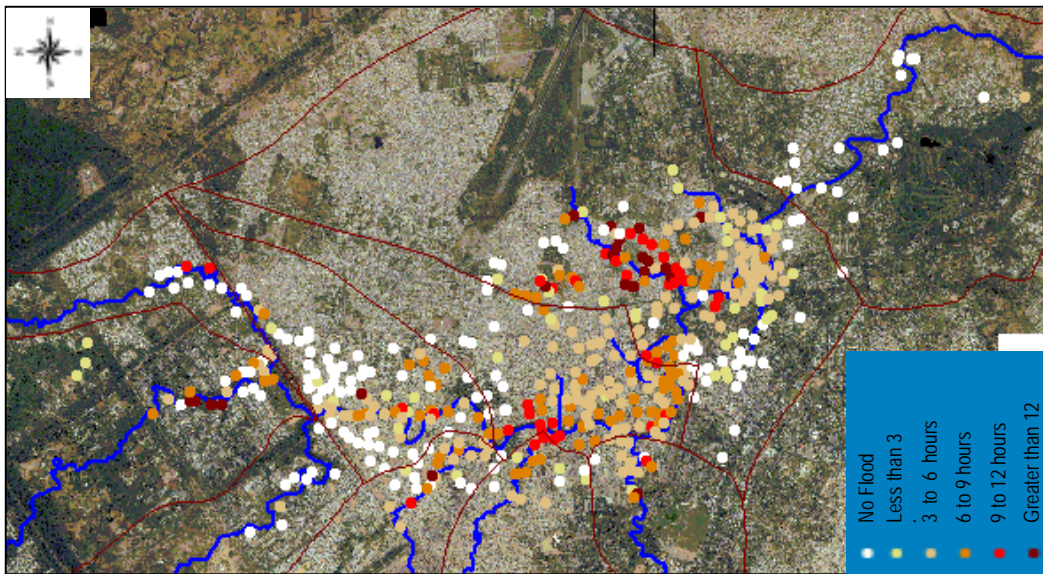 No Flood
Less than 3
3 to 6 hours
6 to 9 hours
9 to 12 hours
Greater than 12